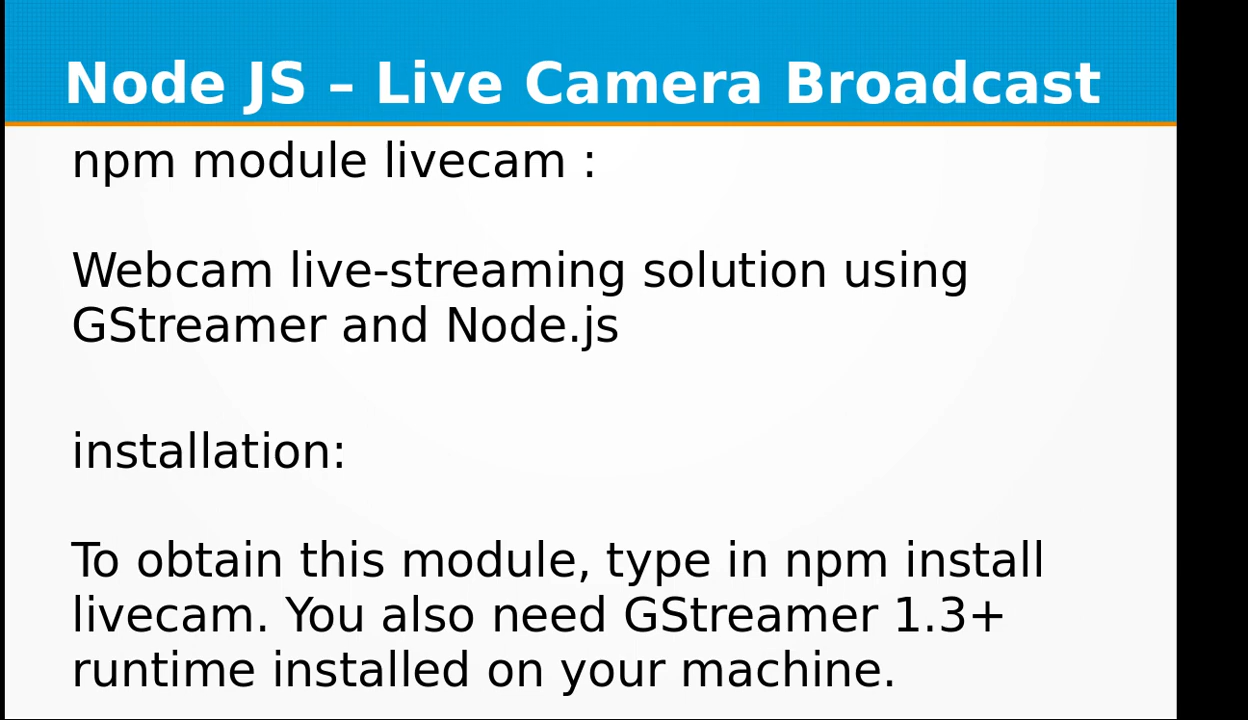 Node JS – Live Camera Broadcast
npm module livecam :
Webcam live-streaming solution using
GStreamer and Node.js
installation:
To obtain this module, type in npm install
livecam. You also need GStreamer 1.3+
runtime installed on your machine.